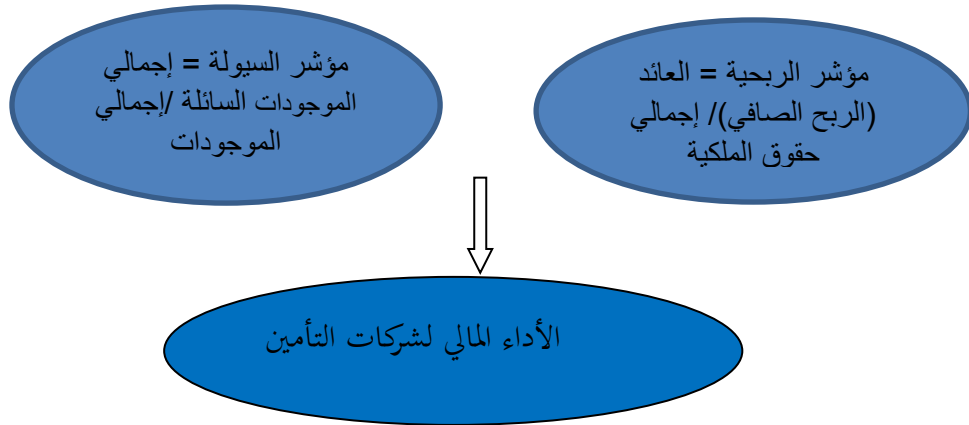 مؤشر الربحية = العائد
(الربح الصافي)/ إجمالي
حقوق الملكية
مؤشر السيولة = إجمالي
الموجودات السائلة /إجمالي
الموجودات
الأداء المالي لشركات التأمين